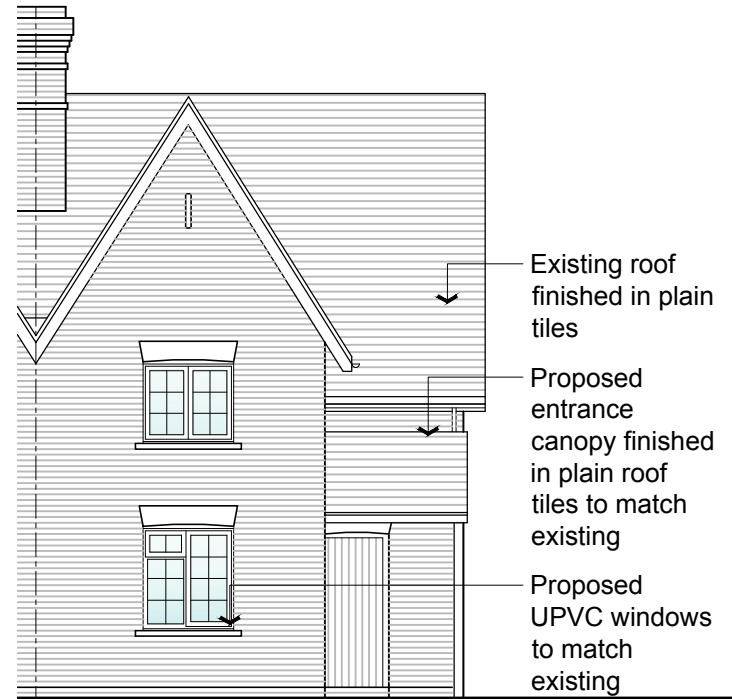 Existing roof
finished in plain
tiles
Proposed
entrance
canopy finished
in plain roof
tiles to match
existing
Proposed
UPVC windows
to match
existing